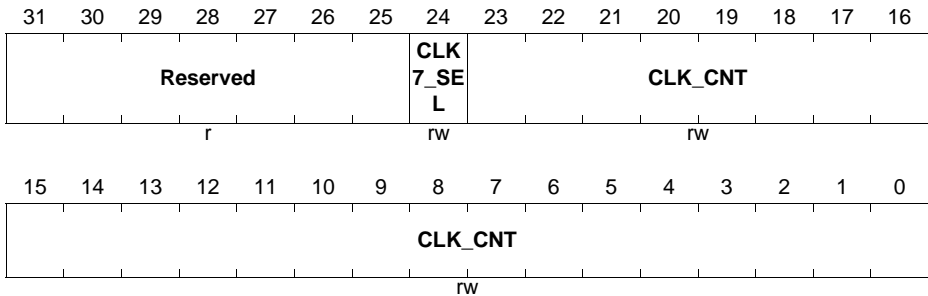 31 30 29 28 27 26 25 24 23 22 21 20 19 18 17 16
Reserved
CLK
7_SE
L
CLK_CNT
r rw rw
15 14 13 12 11 10 9 8 7 6 5 4 3 2 1 0
CLK_CNT
rw